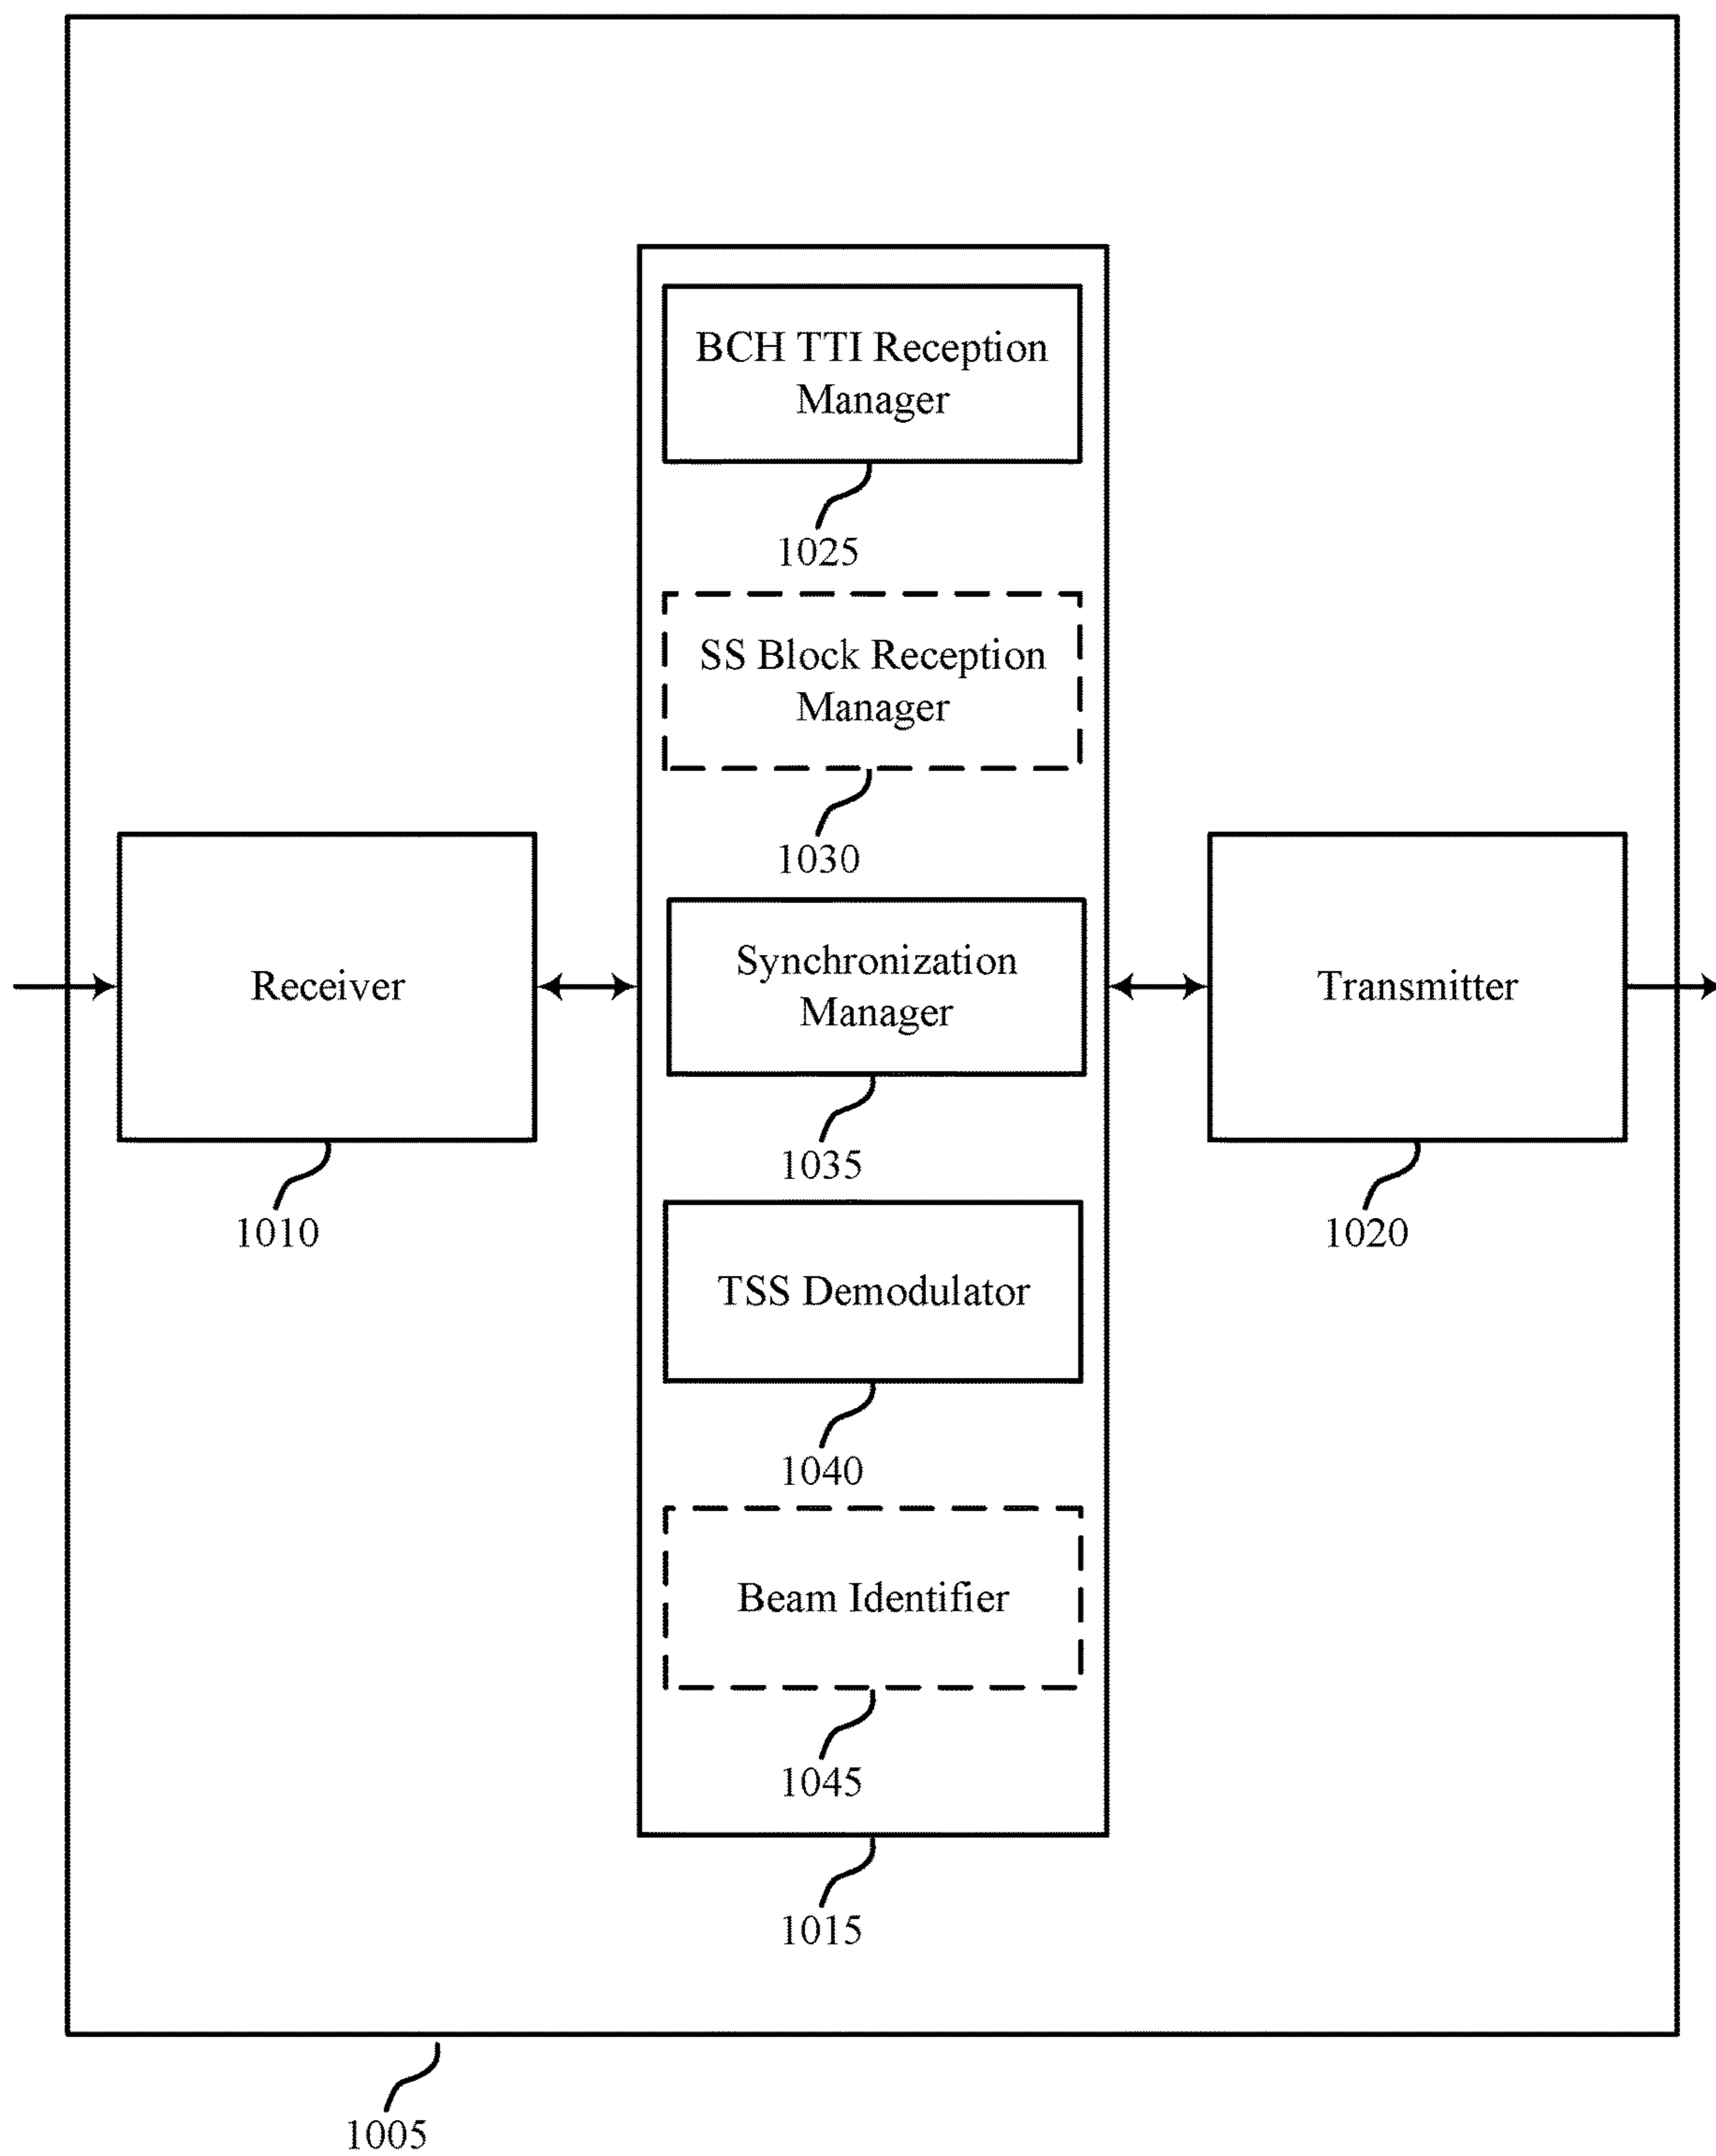 BCH TTI Reception
Manager
1025
SS Block Reception
Manager
1030
Receiver
1010
Synchronization
Manager
1035
Transmitter
1020
TSS Demodulator
1040
Beam Identifier
1045
1015
1005